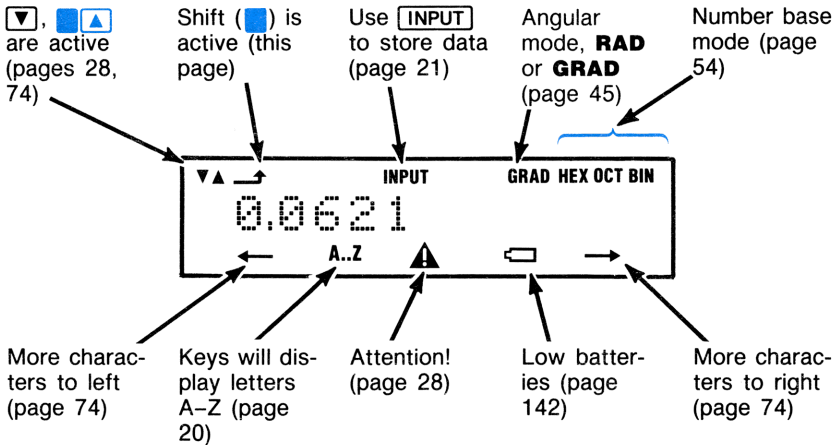 ▼, ▲
are active
(pages 28,
74)
Shift ( ) is
active (this
page)
Use INPUT
to store data
(page 21)
Angular
mode, RAD
or GRAD
(page 45)
Number base
mode (page
54)
▼▲ INPUT GRAD HEX OCT BIN
0.0621
← A..Z → 
More charac-
ters to left
(page 74)
Keys will dis-
play letters
A–Z (page
20)
Attention!
(page 28)
Low batter-
ies (page
142)
More charac-
ters to right
(page 74)